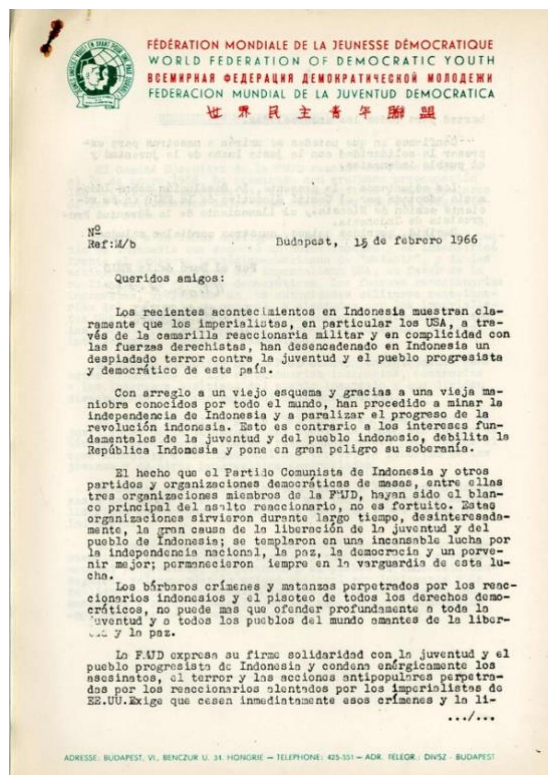 FÉDÉRATION MONDIALE DE LA JEUNESSE DÉMOCRATIQUE
WORLD FEDERATION OF DEMOCRATIC YOUTH
ВСЕМИРНАЯ ФЕДЕРАЦИЯ ДЕМОКРАТИЧЕСКОЙ МОЛОДЕЖИ
FEDERACION MUNDIAL DE LA JUVENTUD DEMOCRATICA
世界民主青年聯盟
Nº
Ref:M/b Budapest, 15 de febrero 1966
Queridos amigos:
Los recientes acontecimientos en Indonesia muestran cla-
ramente que los imperialistas, en particular los USA, a tra-
vés de la camarilla reaccionaria militar y en complicidad con
las fuerzas derechistas, han desencadenado en Indonesia un
despiadado terror contra la juventud y el pueblo progresista
y democrático de este país.
Con arreglo a un viejo esquema y gracias a una vieja ma-
niobra conocidos por todo el mundo, han procedido a minar la
independencia de Indonesia y a paralizar el progreso de la
revolución indonesia. Esto es contrario a los intereses fun-
damentales de la juventud y del pueblo indonesio, debilita la
República Indonesia y pone en gran peligro su soberanía.
El hecho que el Partido Comunista de Indonesia y otros
partidos y organizaciones democráticas de masas, entre ellas
tres organizaciones miembros de la FMJD, hayan sido el blan-
co principal del asalto reaccionario, no es fortuito. Estas
organizaciones sirvieron durante largo tiempo, desinteresada-
mente, la gran causa de la liberación de la juventud y del
pueblo de Indonesia; se templaron en una incansable lucha por
la independencia nacional, la paz, la democracia y un porve-
nir mejor; permanecieron iempre en la varguardia de esta lu-
cha.
Los bárbaros crímenes y matanzas perpetrados por los reac-
cionarios indonesios y el pisoteo de todos los derechos demo-
cráticos, no puede mas que ofender profundamente a toda la
juventud y a todos los pueblos del mundo amantes de la liber-
y la paz.
La FMJD expresa su firme solidaridad con la juventud y el
pueblo progresista de Indonesia y condena enérgicamente los
asesinatos, el terror y las acciones antipopulares perpetra-
das por los reaccionarios alentados por los imperialistas de
EE.UU.Exige que cesen inmediatamente esos crímenes y la li-
.../...
ADRESSE: BUDAPEST, VI., BENCZUR U. 34. HONGRIE — TELEPHONE: 425-551 — ADR. TELEGR.: DIVSZ - BUDAPEST